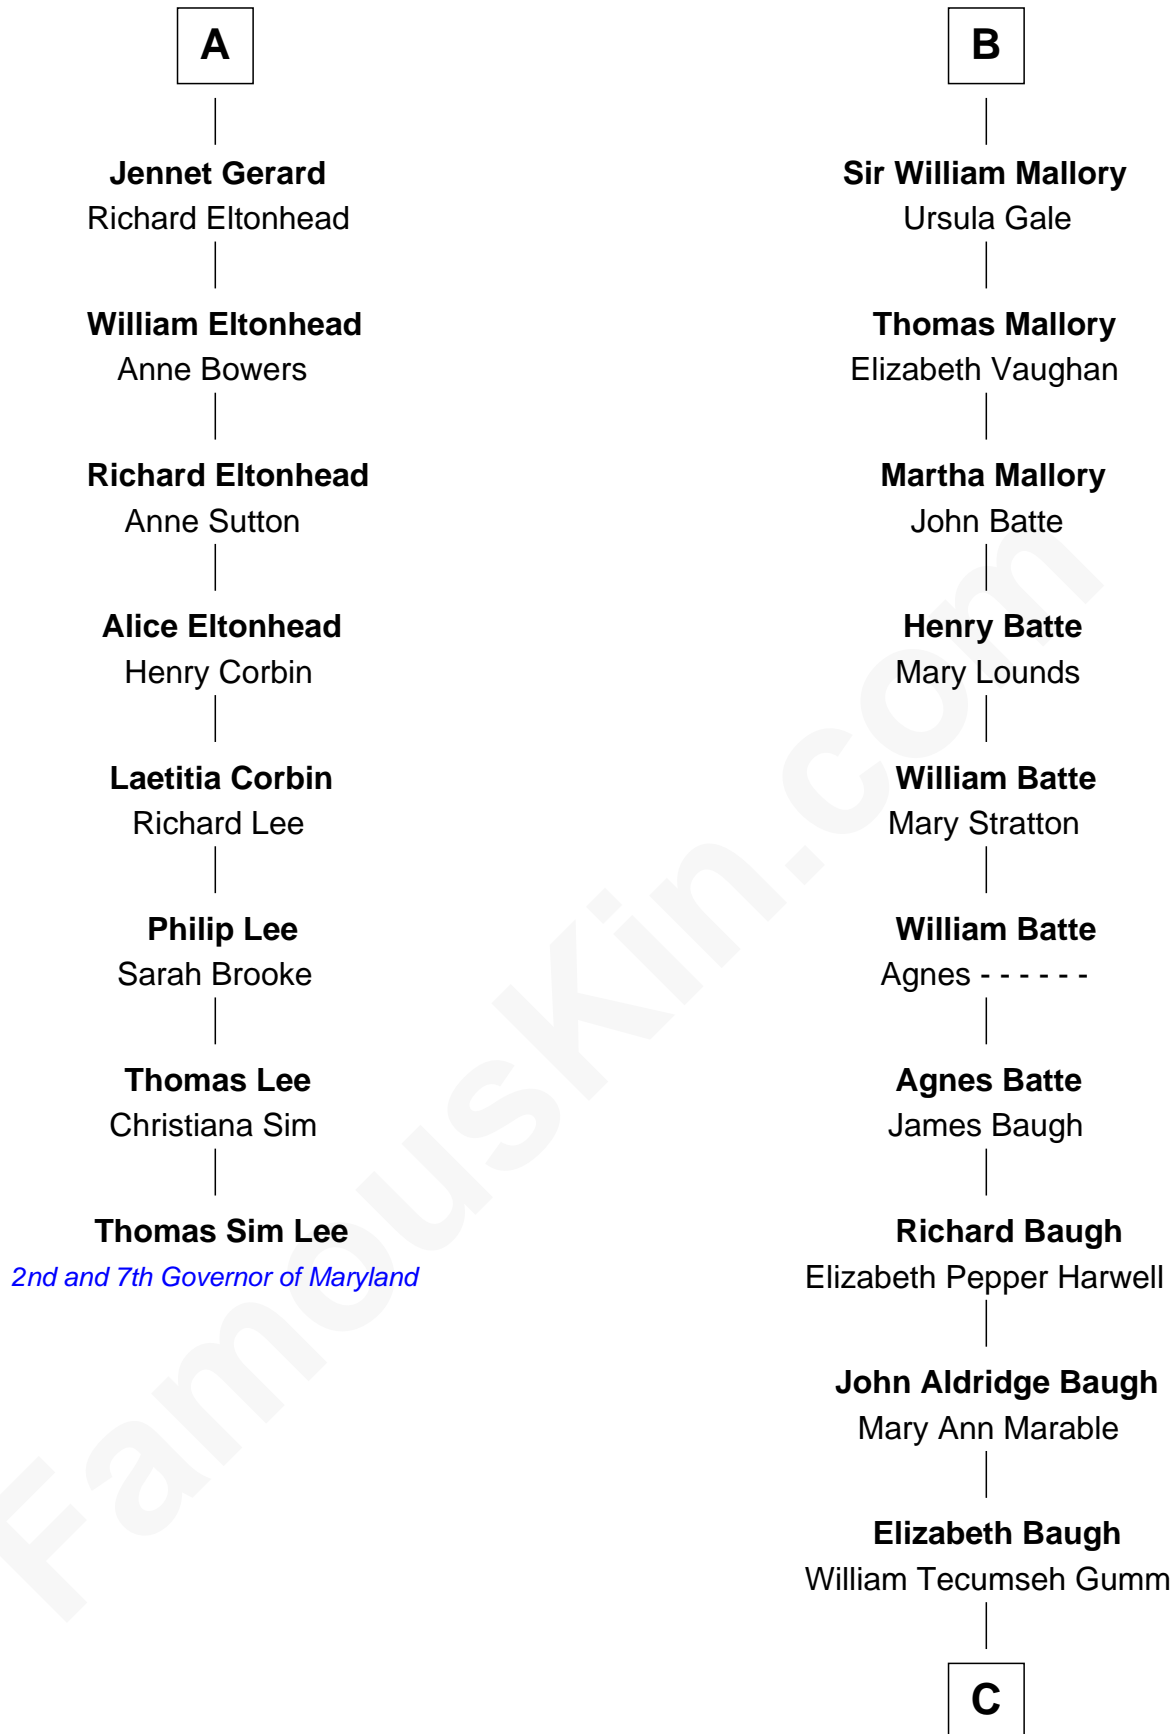 A
Jennet Gerard
Richard Eltonhead
William Eltonhead
Anne Bowers
Richard Eltonhead
Anne Sutton
Alice Eltonhead
Henry Corbin
Laetitia Corbin
Richard Lee
Philip Lee
Sarah Brooke
Thomas Lee
Christiana Sim
Thomas Sim Lee
2nd and 7th Governor of Maryland
B
Sir William Mallory
Ursula Gale
Thomas Mallory
Elizabeth Vaughan
Martha Mallory
John Batte
Henry Batte
Mary Lounds
William Batte
Mary Stratton
William Batte
Agnes - - - - - -
Agnes Batte
James Baugh
Richard Baugh
Elizabeth Pepper Harwell
John Aldridge Baugh
Mary Ann Marable
Elizabeth Baugh
William Tecumseh Gumm
C
FamousKin.com